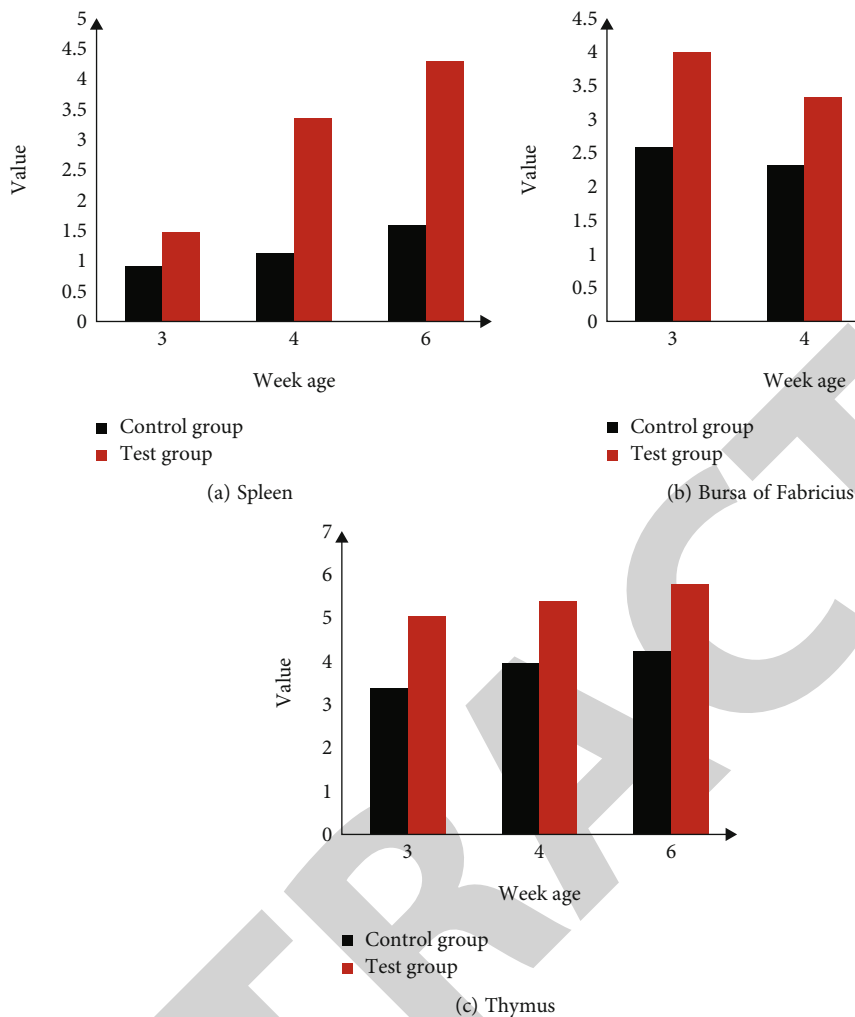 5
4.5
4
3.5
3
2.5
2
1.5
1
0.5
0
Value
3 4 6
Week age
Control group
Test group
(a) Spleen
4.5
4
3.5
3
2.5
2
1.5
1
0.5
0
Value
3 4
Week age
Control group
Test group
(b) Bursa of Fabricius
7
6
5
4
3
2
1
0
Value
3 4 6
Week age
Control group
Test group
(c) Thymus
TRACT